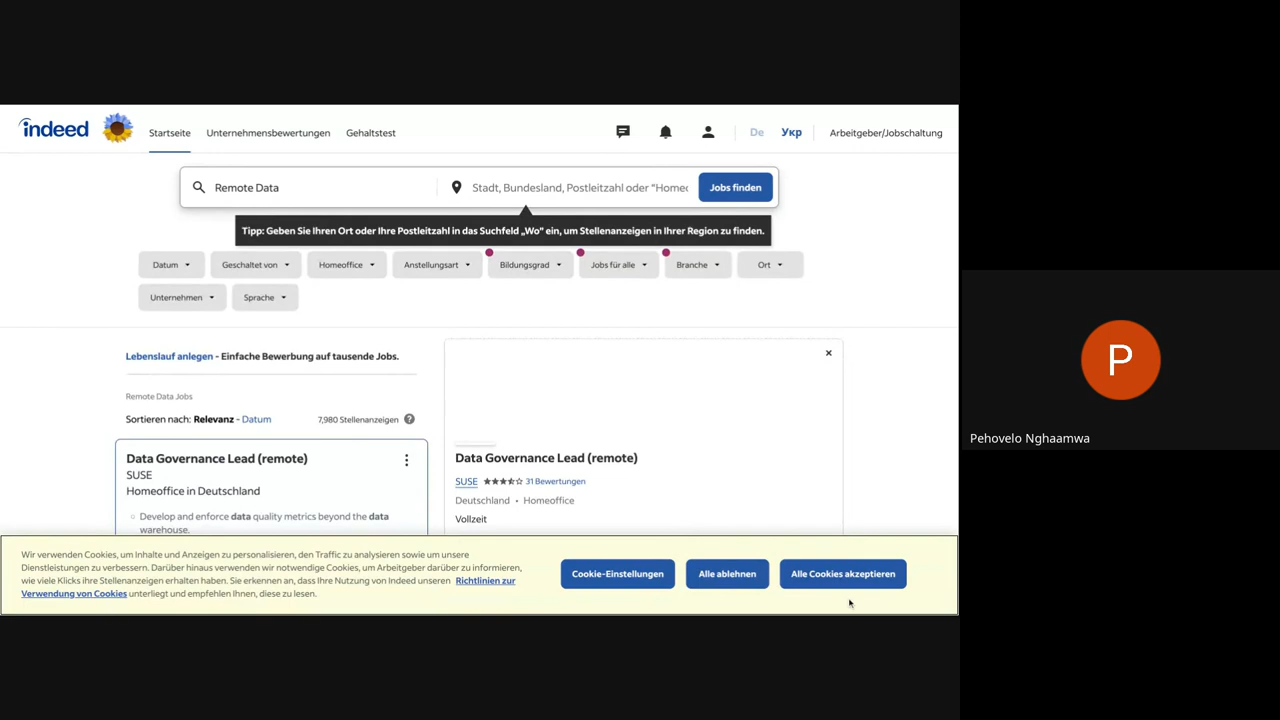 indeed
Startseite
Unternehmensbewertungen
Gehaltstest
De
Укр
Arbeitgeber/Jobschaltung
Remote Data
Stadt, Bundesland, Postleitzahl oder "Homec
Jobs finden
Tipp: Geben Sie Ihren Ort oder Ihre Postleitzahl in das Suchfeld „Wo" ein, um Stellenanzeigen in Ihrer Region zu finden.
Datum
Geschaltet von
Homeoffice
Anstellungsart
Bildungsgrad
Jobs für alle
Branche
Ort
Unternehmen
Sprache
Lebenslauf anlegen - Einfache Bewerbung auf tausende Jobs.
Remote Data Jobs
Sortieren nach: Relevanz - Datum
7,980 Stellenanzeigen
Data Governance Lead (remote)
SUSE
Homeoffice in Deutschland
Develop and enforce data quality metrics beyond the data
warehouse.
Data Governance Lead (remote)
SUSE
31 Bewertungen
Deutschland • Homeoffice
Vollzeit
Wir verwenden Cookies, um Inhalte und Anzeigen zu personalisieren, den Traffic zu analysieren sowie um unsere
Dienstleistungen zu verbessern. Darüber hinaus verwenden wir notwendige Cookies, um Arbeitgeber darüber zu informieren,
wie viele Klicks ihre Stellenanzeigen erhalten haben. Sie erkennen an, dass Ihre Nutzung von Indeed unseren Richtlinien zur
Verwendung von Cookies unterliegt und empfehlen Ihnen, diese zu lesen.
Cookie-Einstellungen
Alle ablehnen
Alle Cookies akzeptieren
P
Pehovelo Nghaamwa